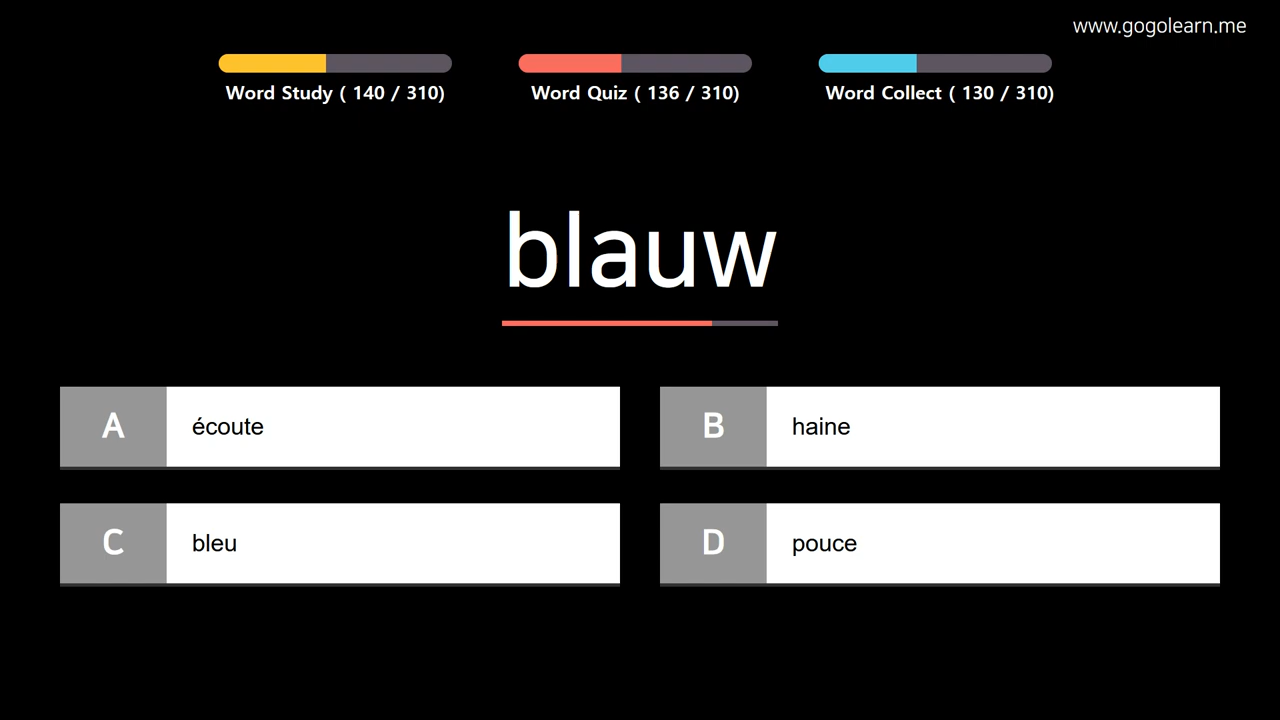 www.gogolearn.me
Word Study ( 140 / 310)
Word Quiz ( 136 / 310)
Word Collect ( 130 / 310)
blauw
A écoute
B haine
C bleu
D pouce